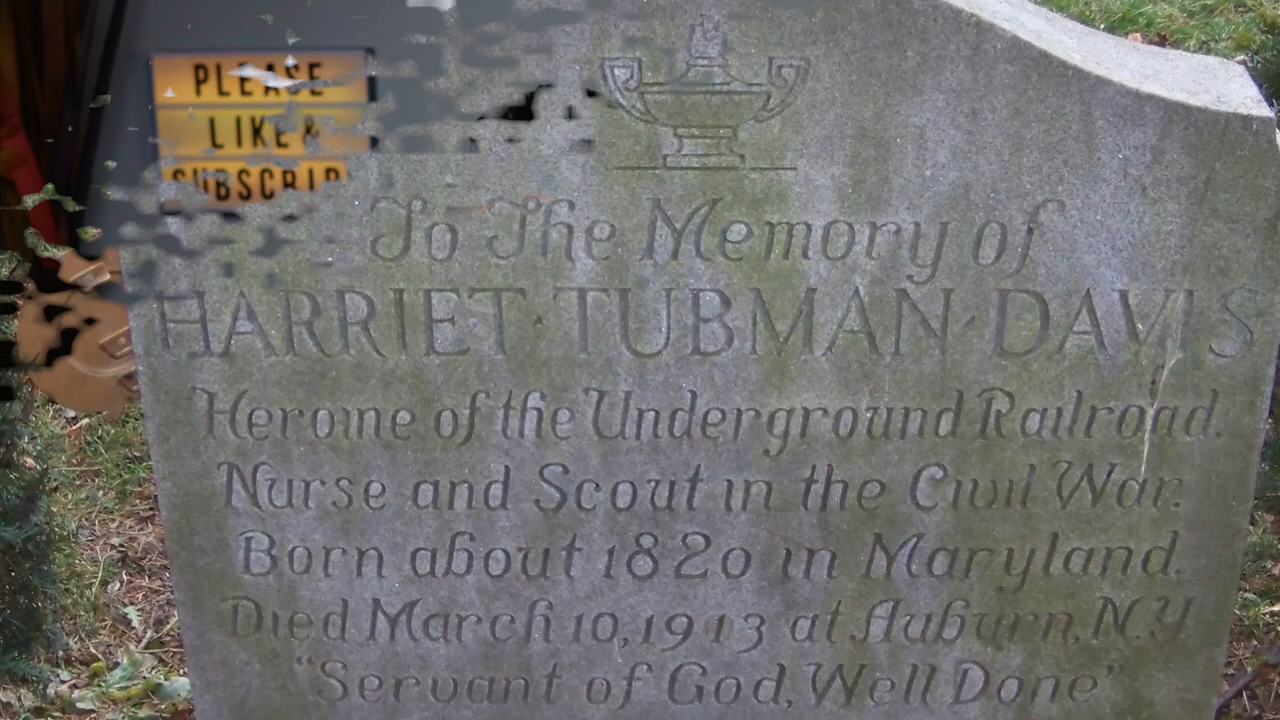 PLEASE
LIKE &
SUBSCRIB
To The Memory of
HARRIET·TUBMAN·DAVIS
Heroine of the Underground Railroad.
Nurse and Scout in the Civil War.
Born about 1820 in Maryland.
Died March 10, 1913 at Auburn, N.Y
"Servant of God, Well Done"